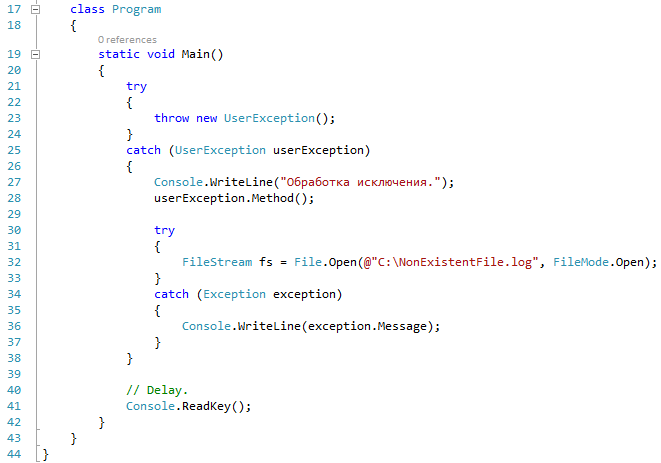 17 class Program
18 {
0 references
19 static void Main()
20 {
21 try
22 {
23 throw new UserException();
24 }
25 catch (UserException userException)
26 {
27 Console.WriteLine("Обработка исключения.");
28 userException.Method();
29
30 try
31 {
32 FileStream fs = File.Open(@"C:\NonExistentFile.log", FileMode.Open);
33 }
34 catch (Exception exception)
35 {
36 Console.WriteLine(exception.Message);
37 }
38 }
39
40 // Delay.
41 Console.ReadKey();
42 }
43 }
44 }